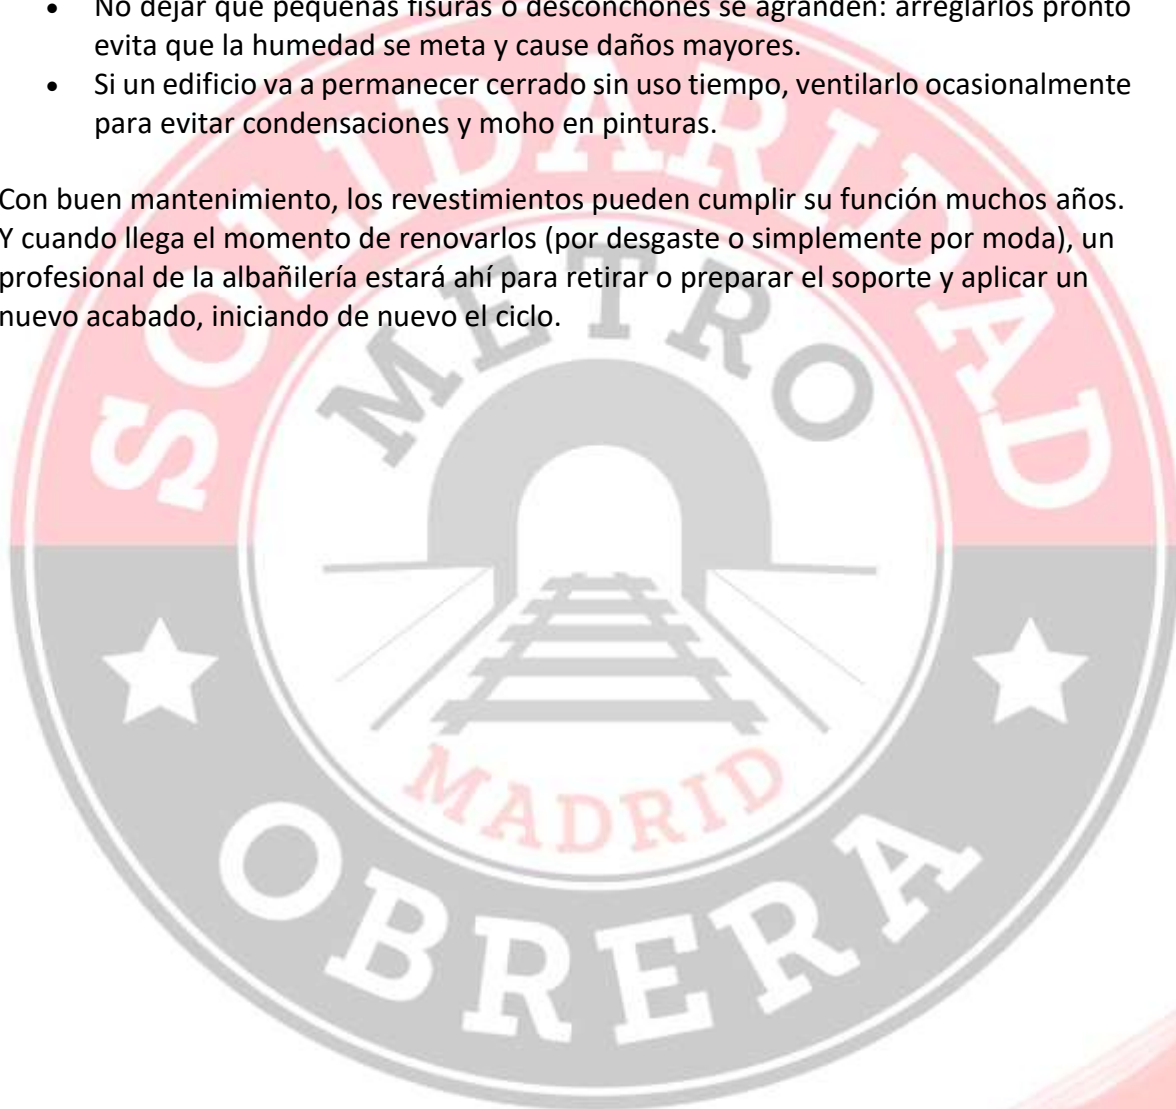 • No dejar que pequeñas fisuras o desconchones se agranden: arreglarlos pronto
evita que la humedad se meta y cause daños mayores.
• Si un edificio va a permanecer cerrado sin uso tiempo, ventilarlo ocasionalmente
para evitar condensaciones y moho en pinturas.
Con buen mantenimiento, los revestimientos pueden cumplir su función muchos años.
Y cuando llega el momento de renovarlos (por desgaste o simplemente por moda), un
profesional de la albañilería estará ahí para retirar o preparar el soporte y aplicar un
nuevo acabado, iniciando de nuevo el ciclo.
SOLIDARIDAD
METRO
MADRID
OBRERA